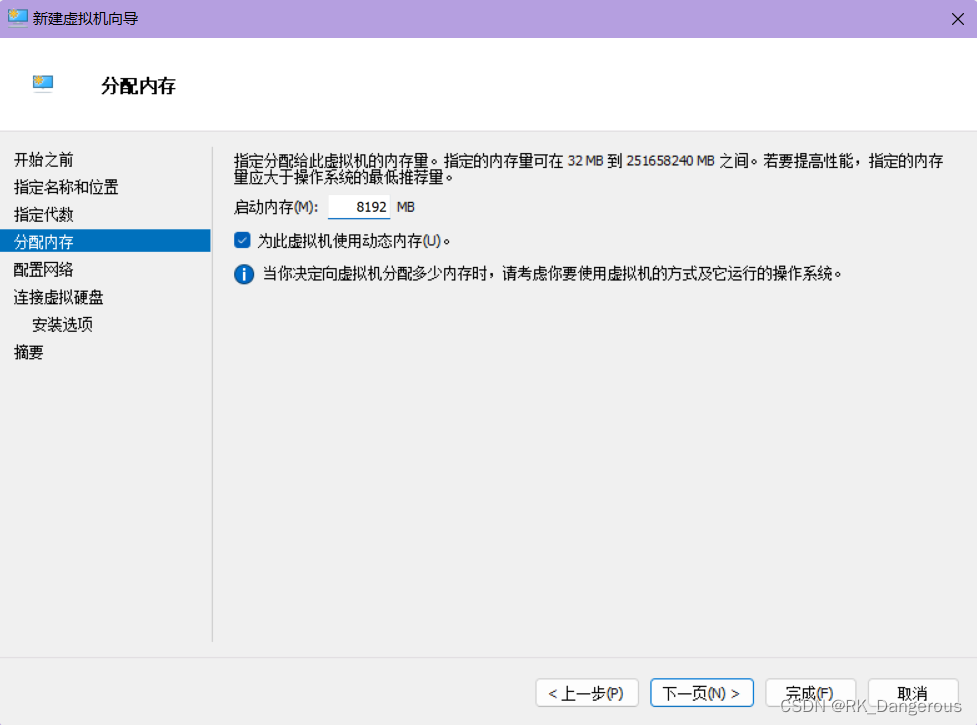 新建虚拟机向导
分配内存
开始之前
指定名称和位置
指定代数
分配内存
配置网络
连接虚拟硬盘
安装选项
摘要
指定分配给此虚拟机的内存量。指定的内存量可在 32 MB 到 251658240 MB 之间。若要提高性能，指定的内存
量应大于操作系统的最低推荐量。
启动内存(M): 8192 MB
为此虚拟机使用动态内存(U)。
当你决定向虚拟机分配多少内存时，请考虑你要使用虚拟机的方式及它运行的操作系统。
< 上一步(P) 下一页(N) > 完成(F) 取消
CSDN @RK_Dangerous